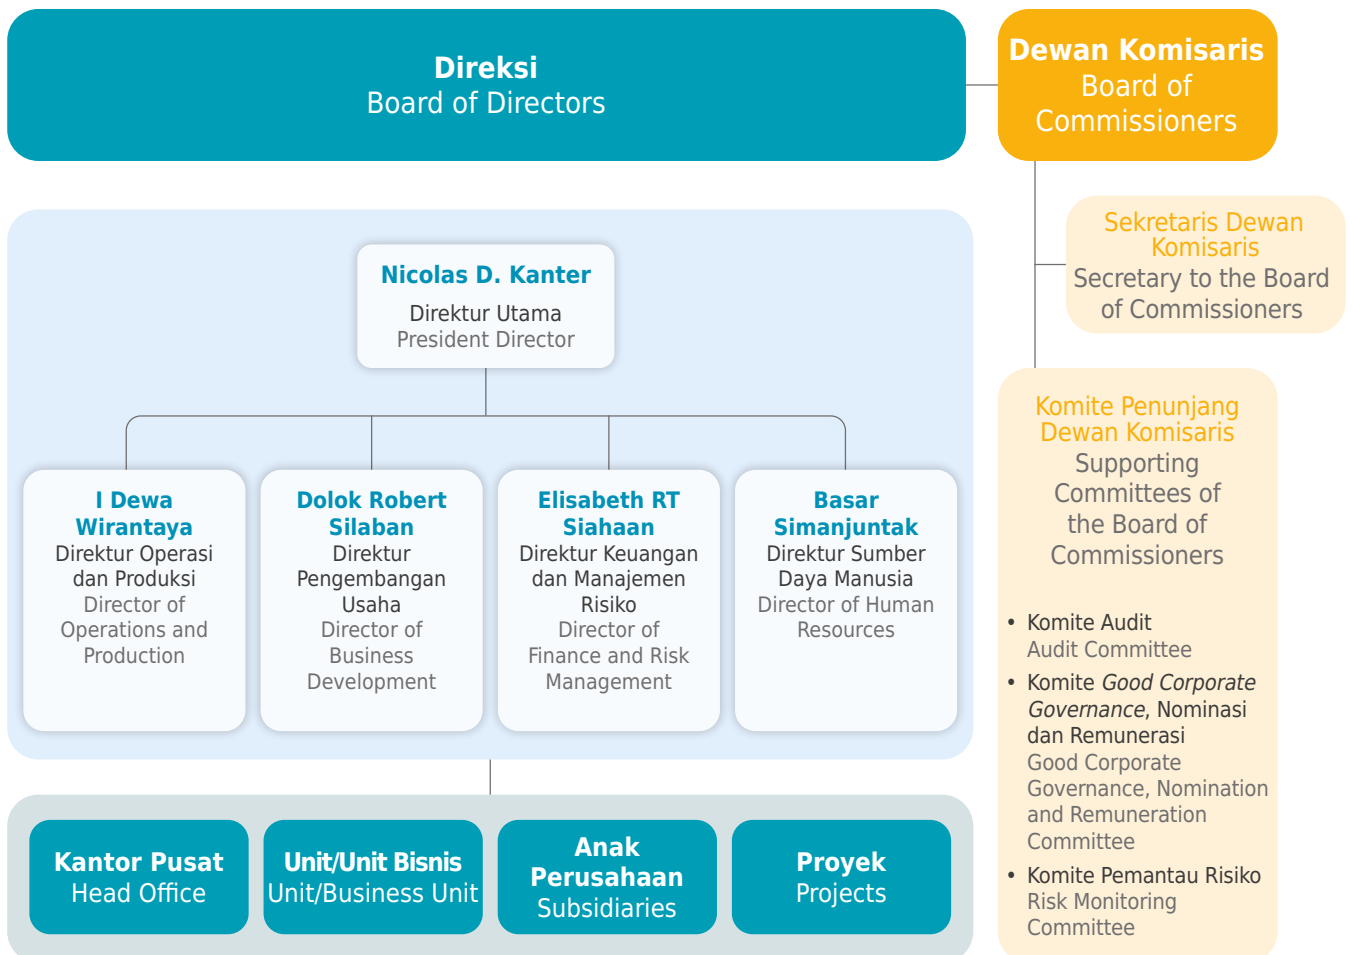 Direksi
Board of Directors
Dewan Komisaris
Board of
Commissioners
Sekretaris Dewan
Komisaris
Secretary to the Board
of Commissioners
Nicolas D. Kanter
Direktur Utama
President Director
I Dewa
Wirantaya
Direktur Operasi
dan Produksi
Director of
Operations and
Production
Dolok Robert
Silaban
Direktur
Pengembangan
Usaha
Director of
Business
Development
Elisabeth RT
Siahaan
Direktur Keuangan
dan Manajemen
Risiko
Director of
Finance and Risk
Management
Basar
Simanjuntak
Direktur Sumber
Daya Manusia
Director of Human
Resources
Komite Penunjang
Dewan Komisaris
Supporting
Committees of
the Board of
Commissioners
• Komite Audit
Audit Committee
• Komite Good Corporate
Governance, Nominasi
dan Remunerasi
Good Corporate
Governance, Nomination
and Remuneration
Committee
• Komite Pemantau Risiko
Risk Monitoring
Committee
Kantor Pusat
Head Office
Unit/Unit Bisnis
Unit/Business Unit
Anak
Perusahaan
Subsidiaries
Proyek
Projects